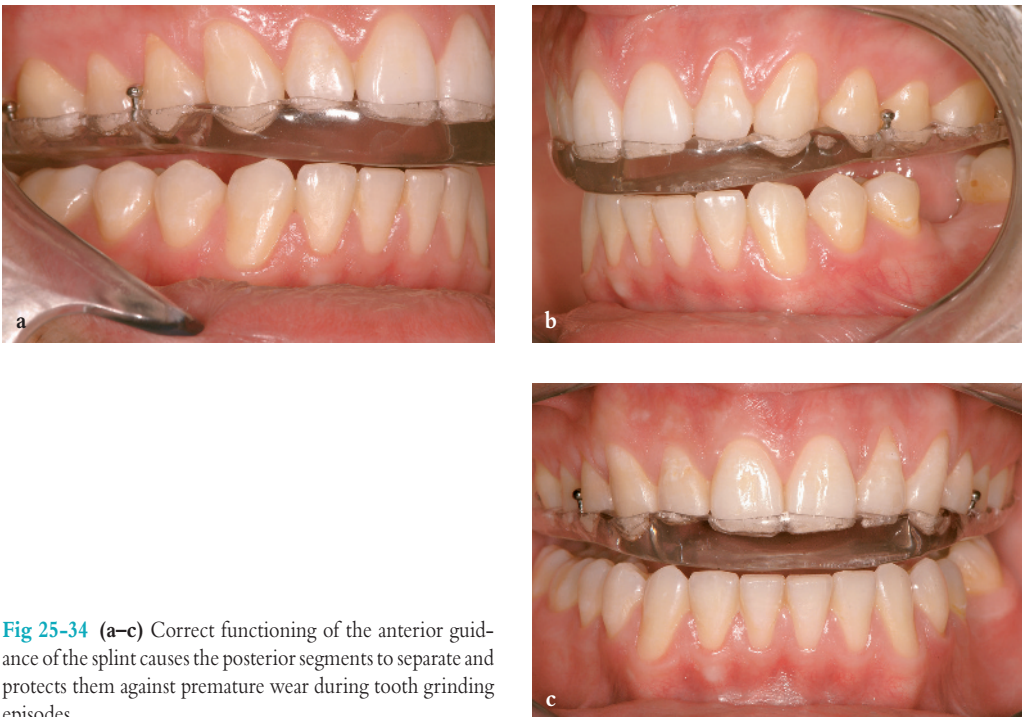 a
b
c
Fig 25-34 (a–c) Correct functioning of the anterior guid-
ance of the splint causes the posterior segments to separate and
protects them against premature wear during tooth grinding
episodes